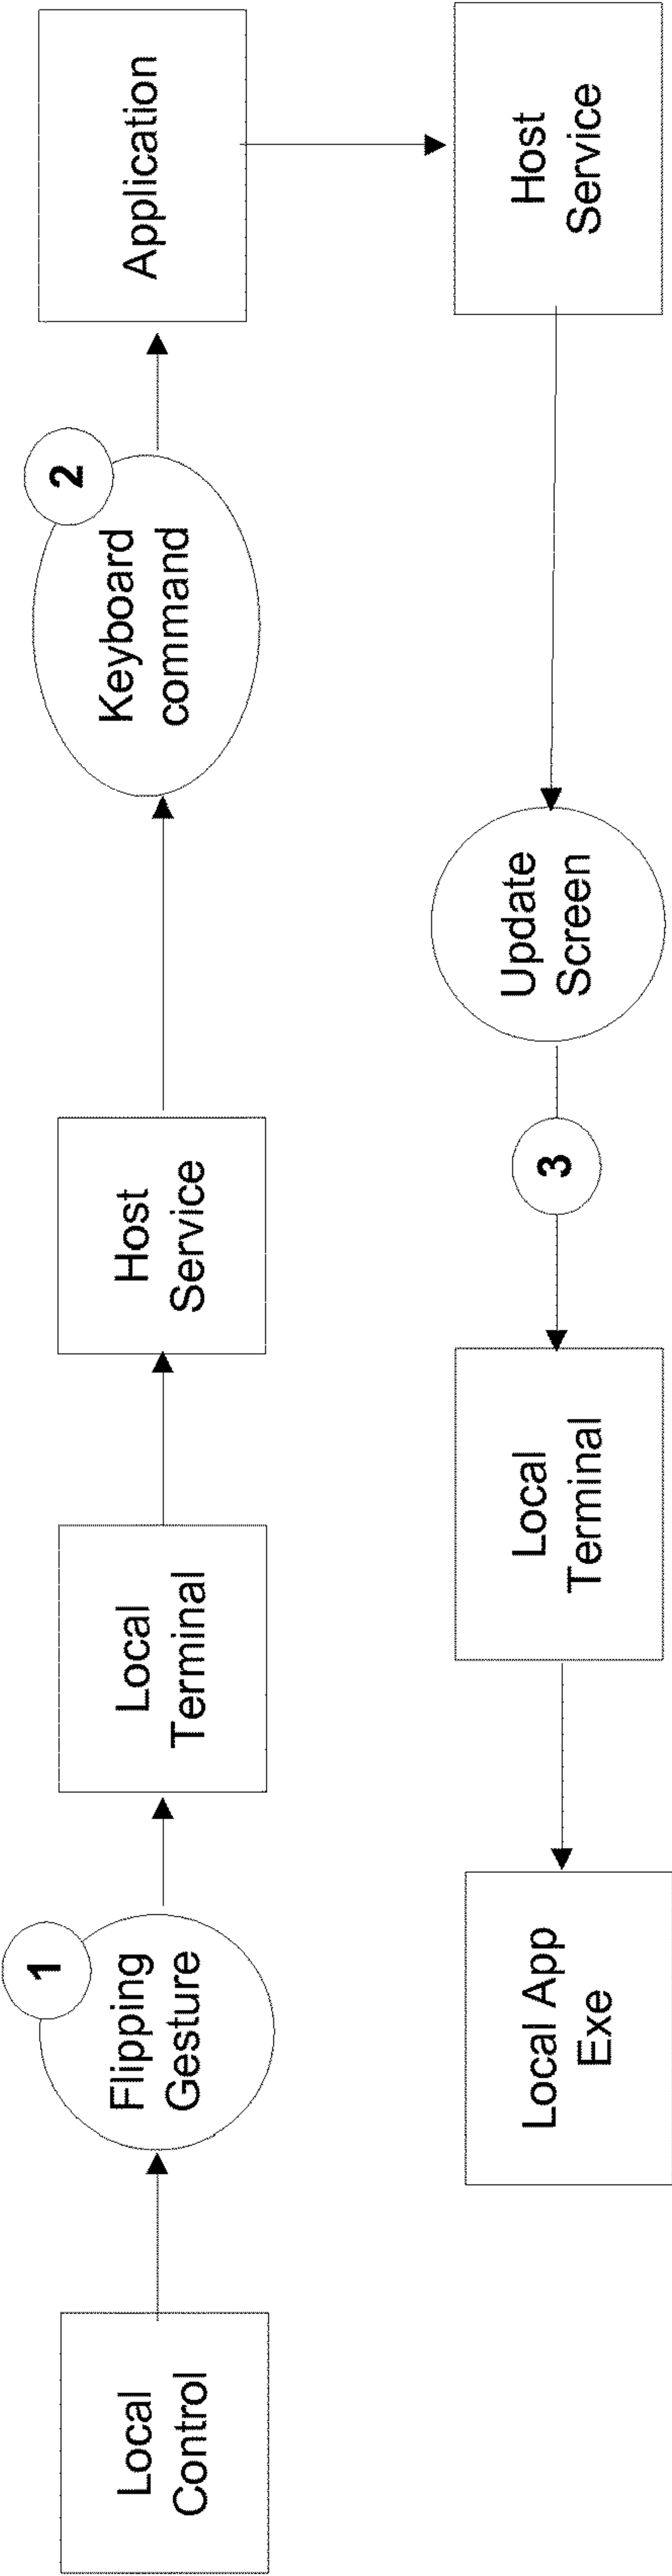 Local
Control
1
Flipping
Gesture
Local
Terminal
Host
Service
2
Keyboard
command
Application
Host
Service
Update
Screen
3
Local
Terminal
Local App
Exe